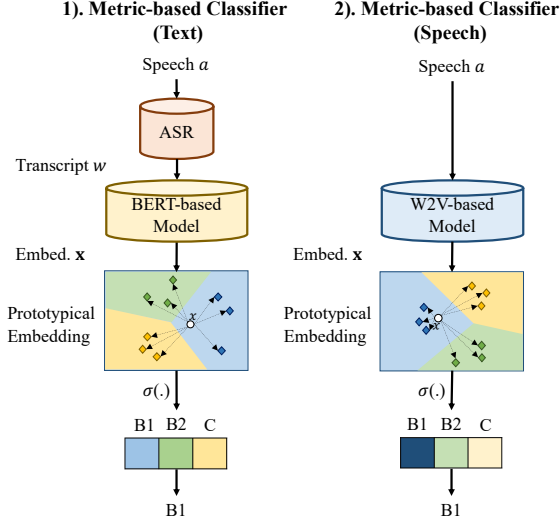 1). Metric-based Classifier
(Text)
Speech a
ASR
Transcript w
BERT-based
Model
Embed. x
Prototypical
Embedding
x
σ(.)
B1 B2 C
B1
2). Metric-based Classifier
(Speech)
Speech a
W2V-based
Model
Embed. x
Prototypical
Embedding
x
σ(.)
B1 B2 C
B1